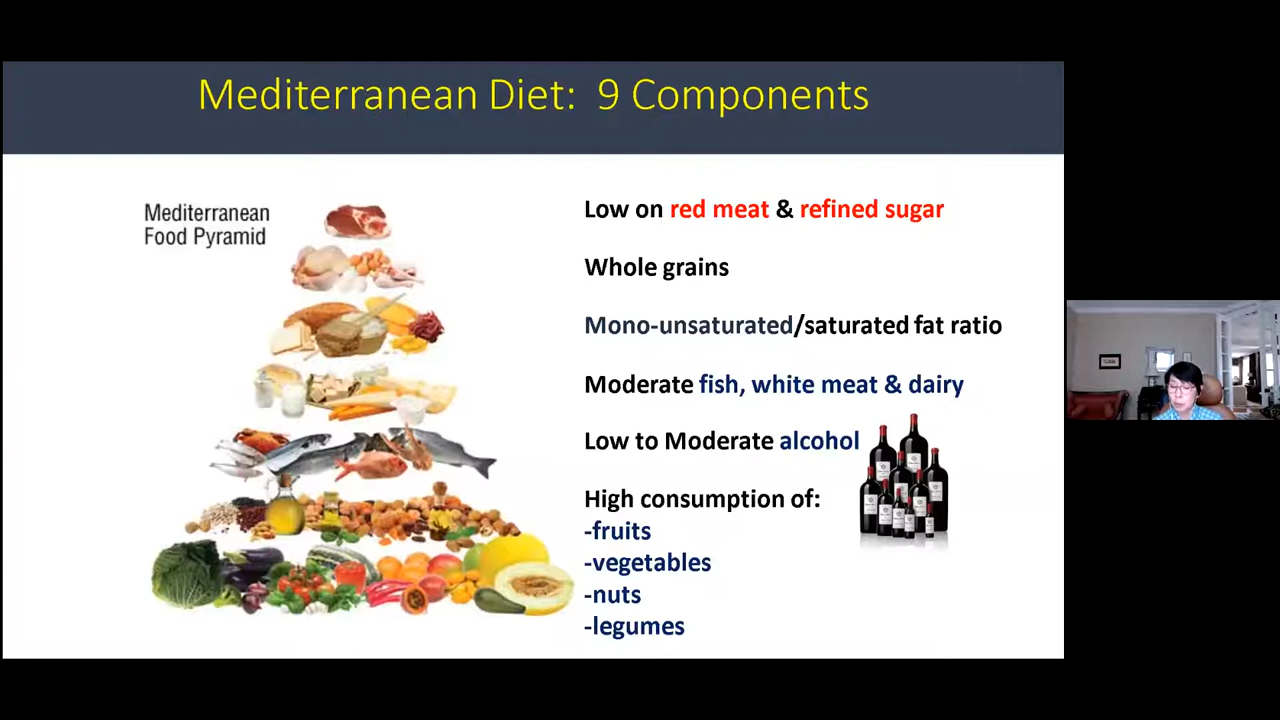 Mediterranean Diet: 9 Components
Mediterranean
Food Pyramid
Low on red meat & refined sugar
Whole grains
Mono-unsaturated/saturated fat ratio
Moderate fish, white meat & dairy
Low to Moderate alcohol
High consumption of:
-fruits
-vegetables
-nuts
-legumes